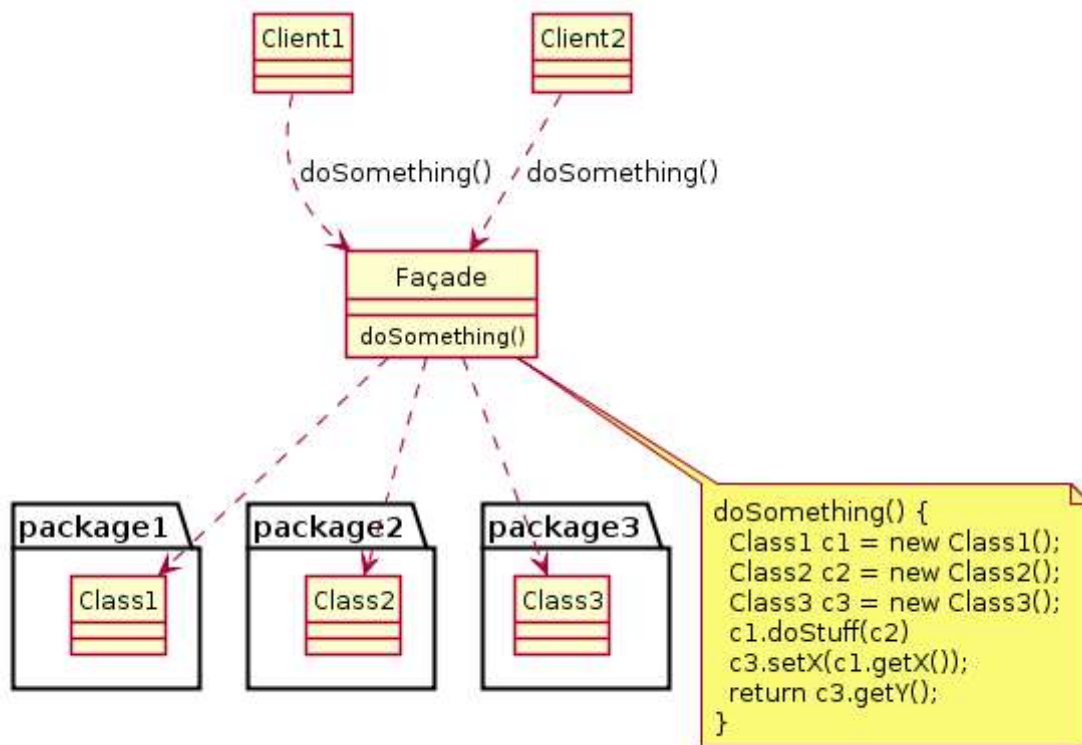 Client1
Client2
doSomething()
doSomething()
Façade
doSomething()
package1
package2
package3
Class1
Class2
Class3
doSomething() {
Class1 c1 = new Class1();
Class2 c2 = new Class2();
Class3 c3 = new Class3();
c1.doStuff(c2)
c3.setX(c1.getX());
return c3.getY();
}